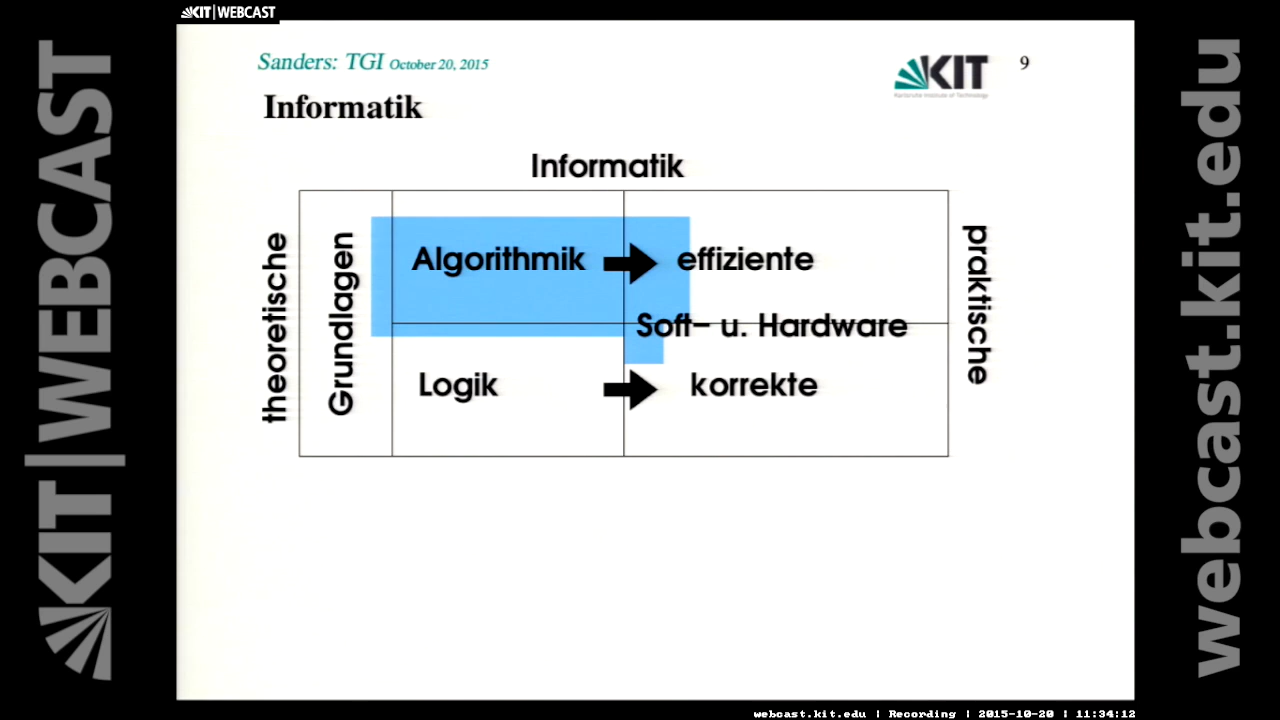 KIT|WEBCAST
Sanders: TGI October 20, 2015
KIT
Karlsruhe Institute of Technology
9
Informatik
Informatik
theoretische
Grundlagen
Algorithmik
effiziente
Soft– u. Hardware
Logik
korrekte
praktische
KIT|WEBCAST
webcast.kit.edu
webcast.kit.edu | Recording | 2015-10-20 | 11:34:12